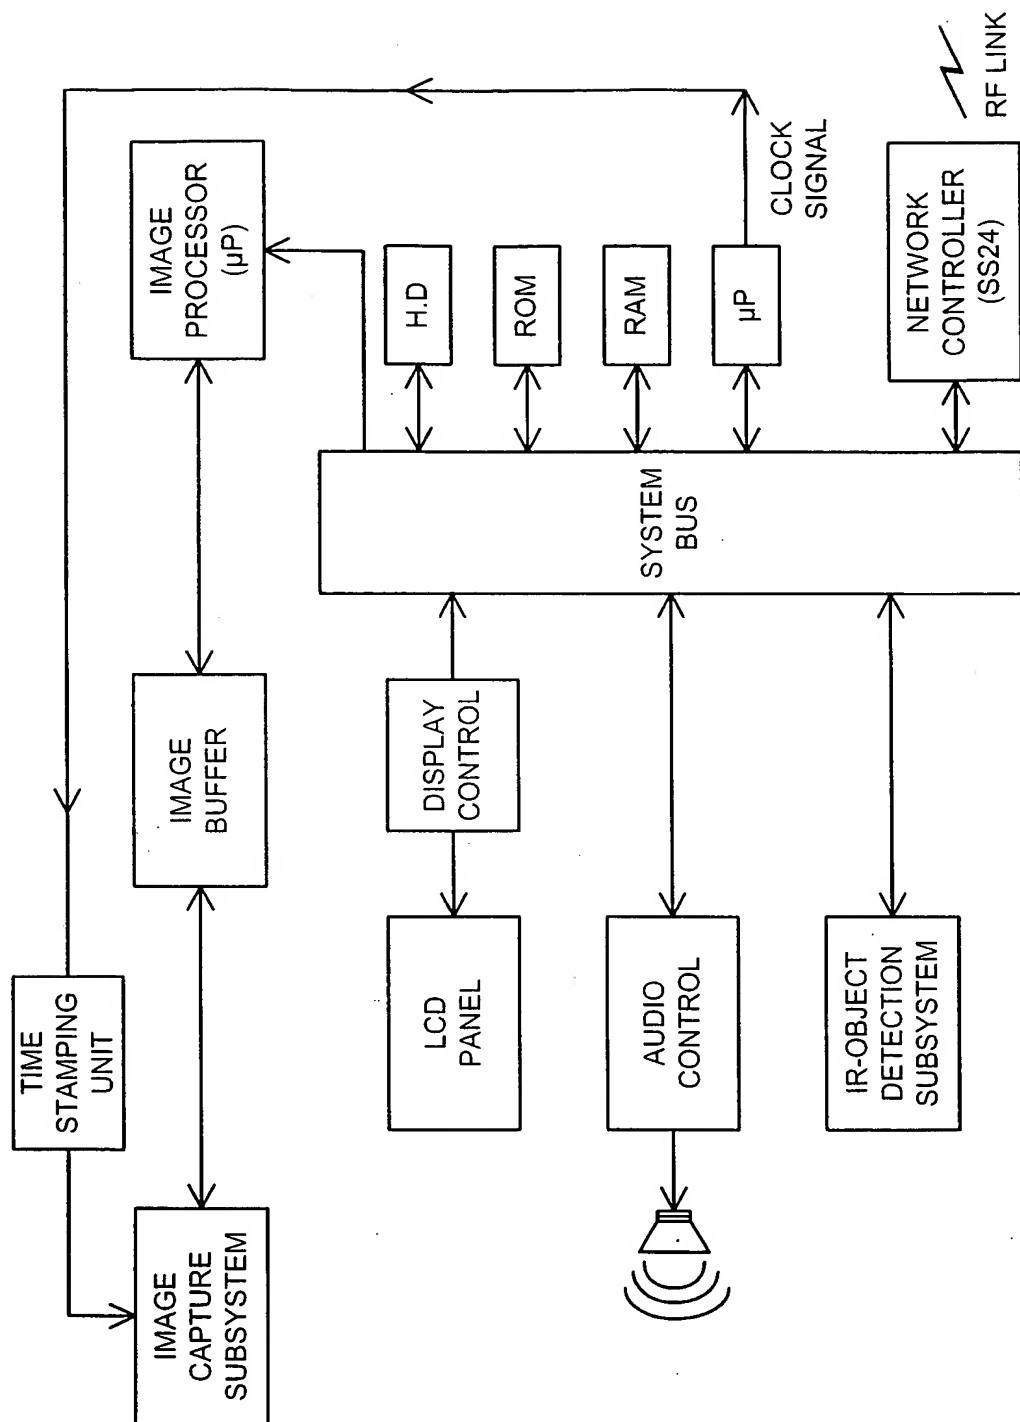 TIME
STAMPING
UNIT
IMAGE
CAPTURE
SUBSYSTEM
IMAGE
BUFFER
IMAGE
PROCESSOR
(µP)
LCD
PANEL
DISPLAY
CONTROL
H.D
ROM
RAM
µP
CLOCK
SIGNAL
SYSTEM
BUS
AUDIO
CONTROL
IR-OBJECT
DETECTION
SUBSYSTEM
NETWORK
CONTROLLER
(SS24)
RF LINK